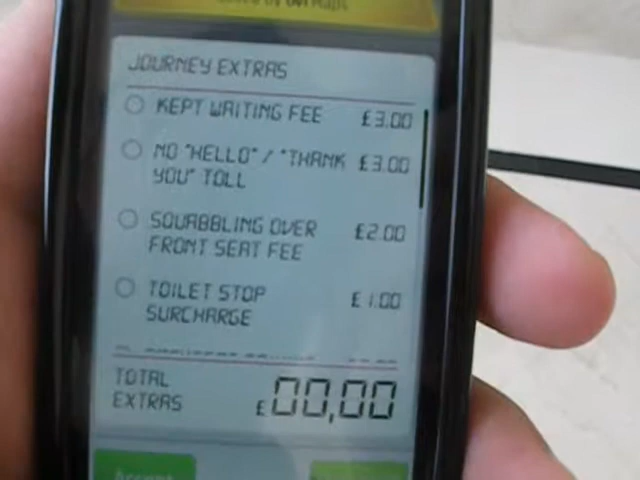 JOURNEY EXTRAS
KEPT WAITING FEE £3.00
NO "HELLO" / "THANK £3.00
YOU" TOLL
SQUABBLING OVER £2.00
FRONT SEAT FEE
TOILET STOP £1.00
SURCHARGE
TOTAL
EXTRAS £00,00
Accept